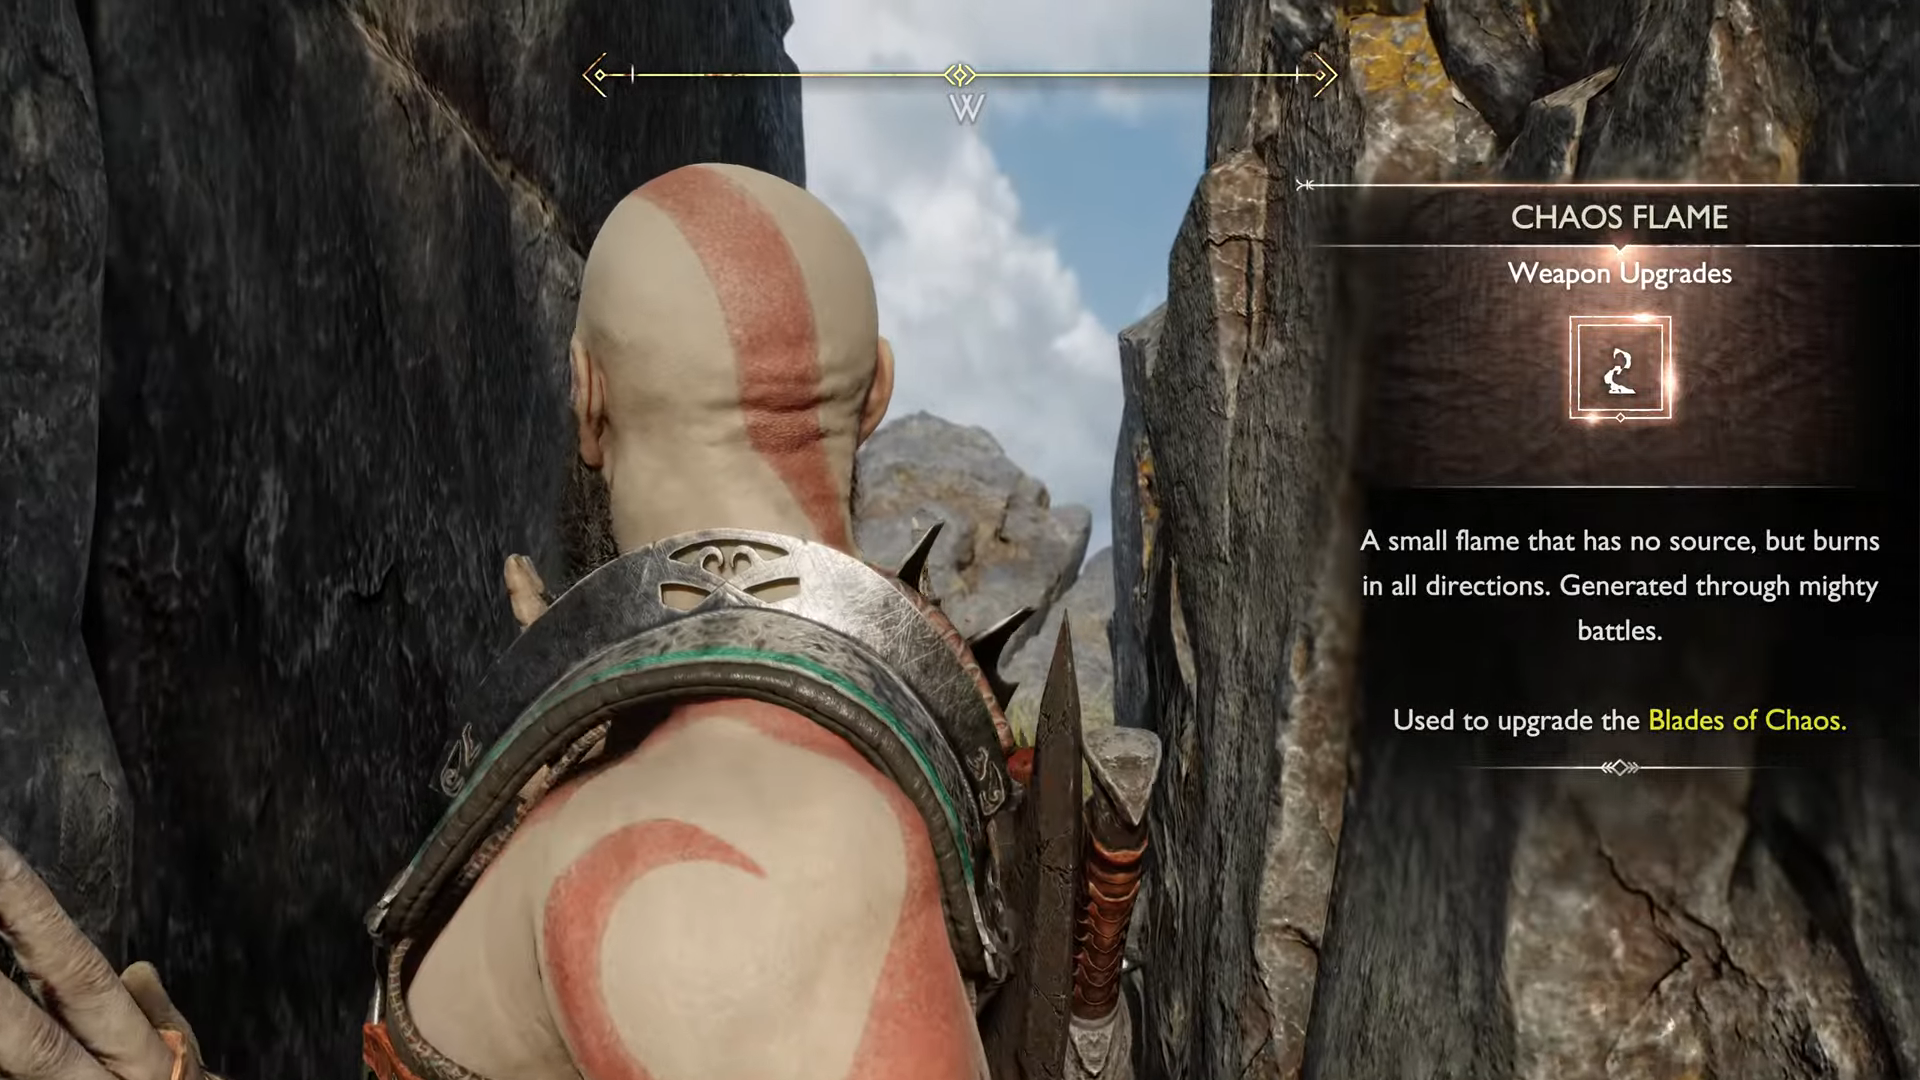 W
CHAOS FLAME
Weapon Upgrades
A small flame that has no source, but burns
in all directions. Generated through mighty
battles.
Used to upgrade the Blades of Chaos.